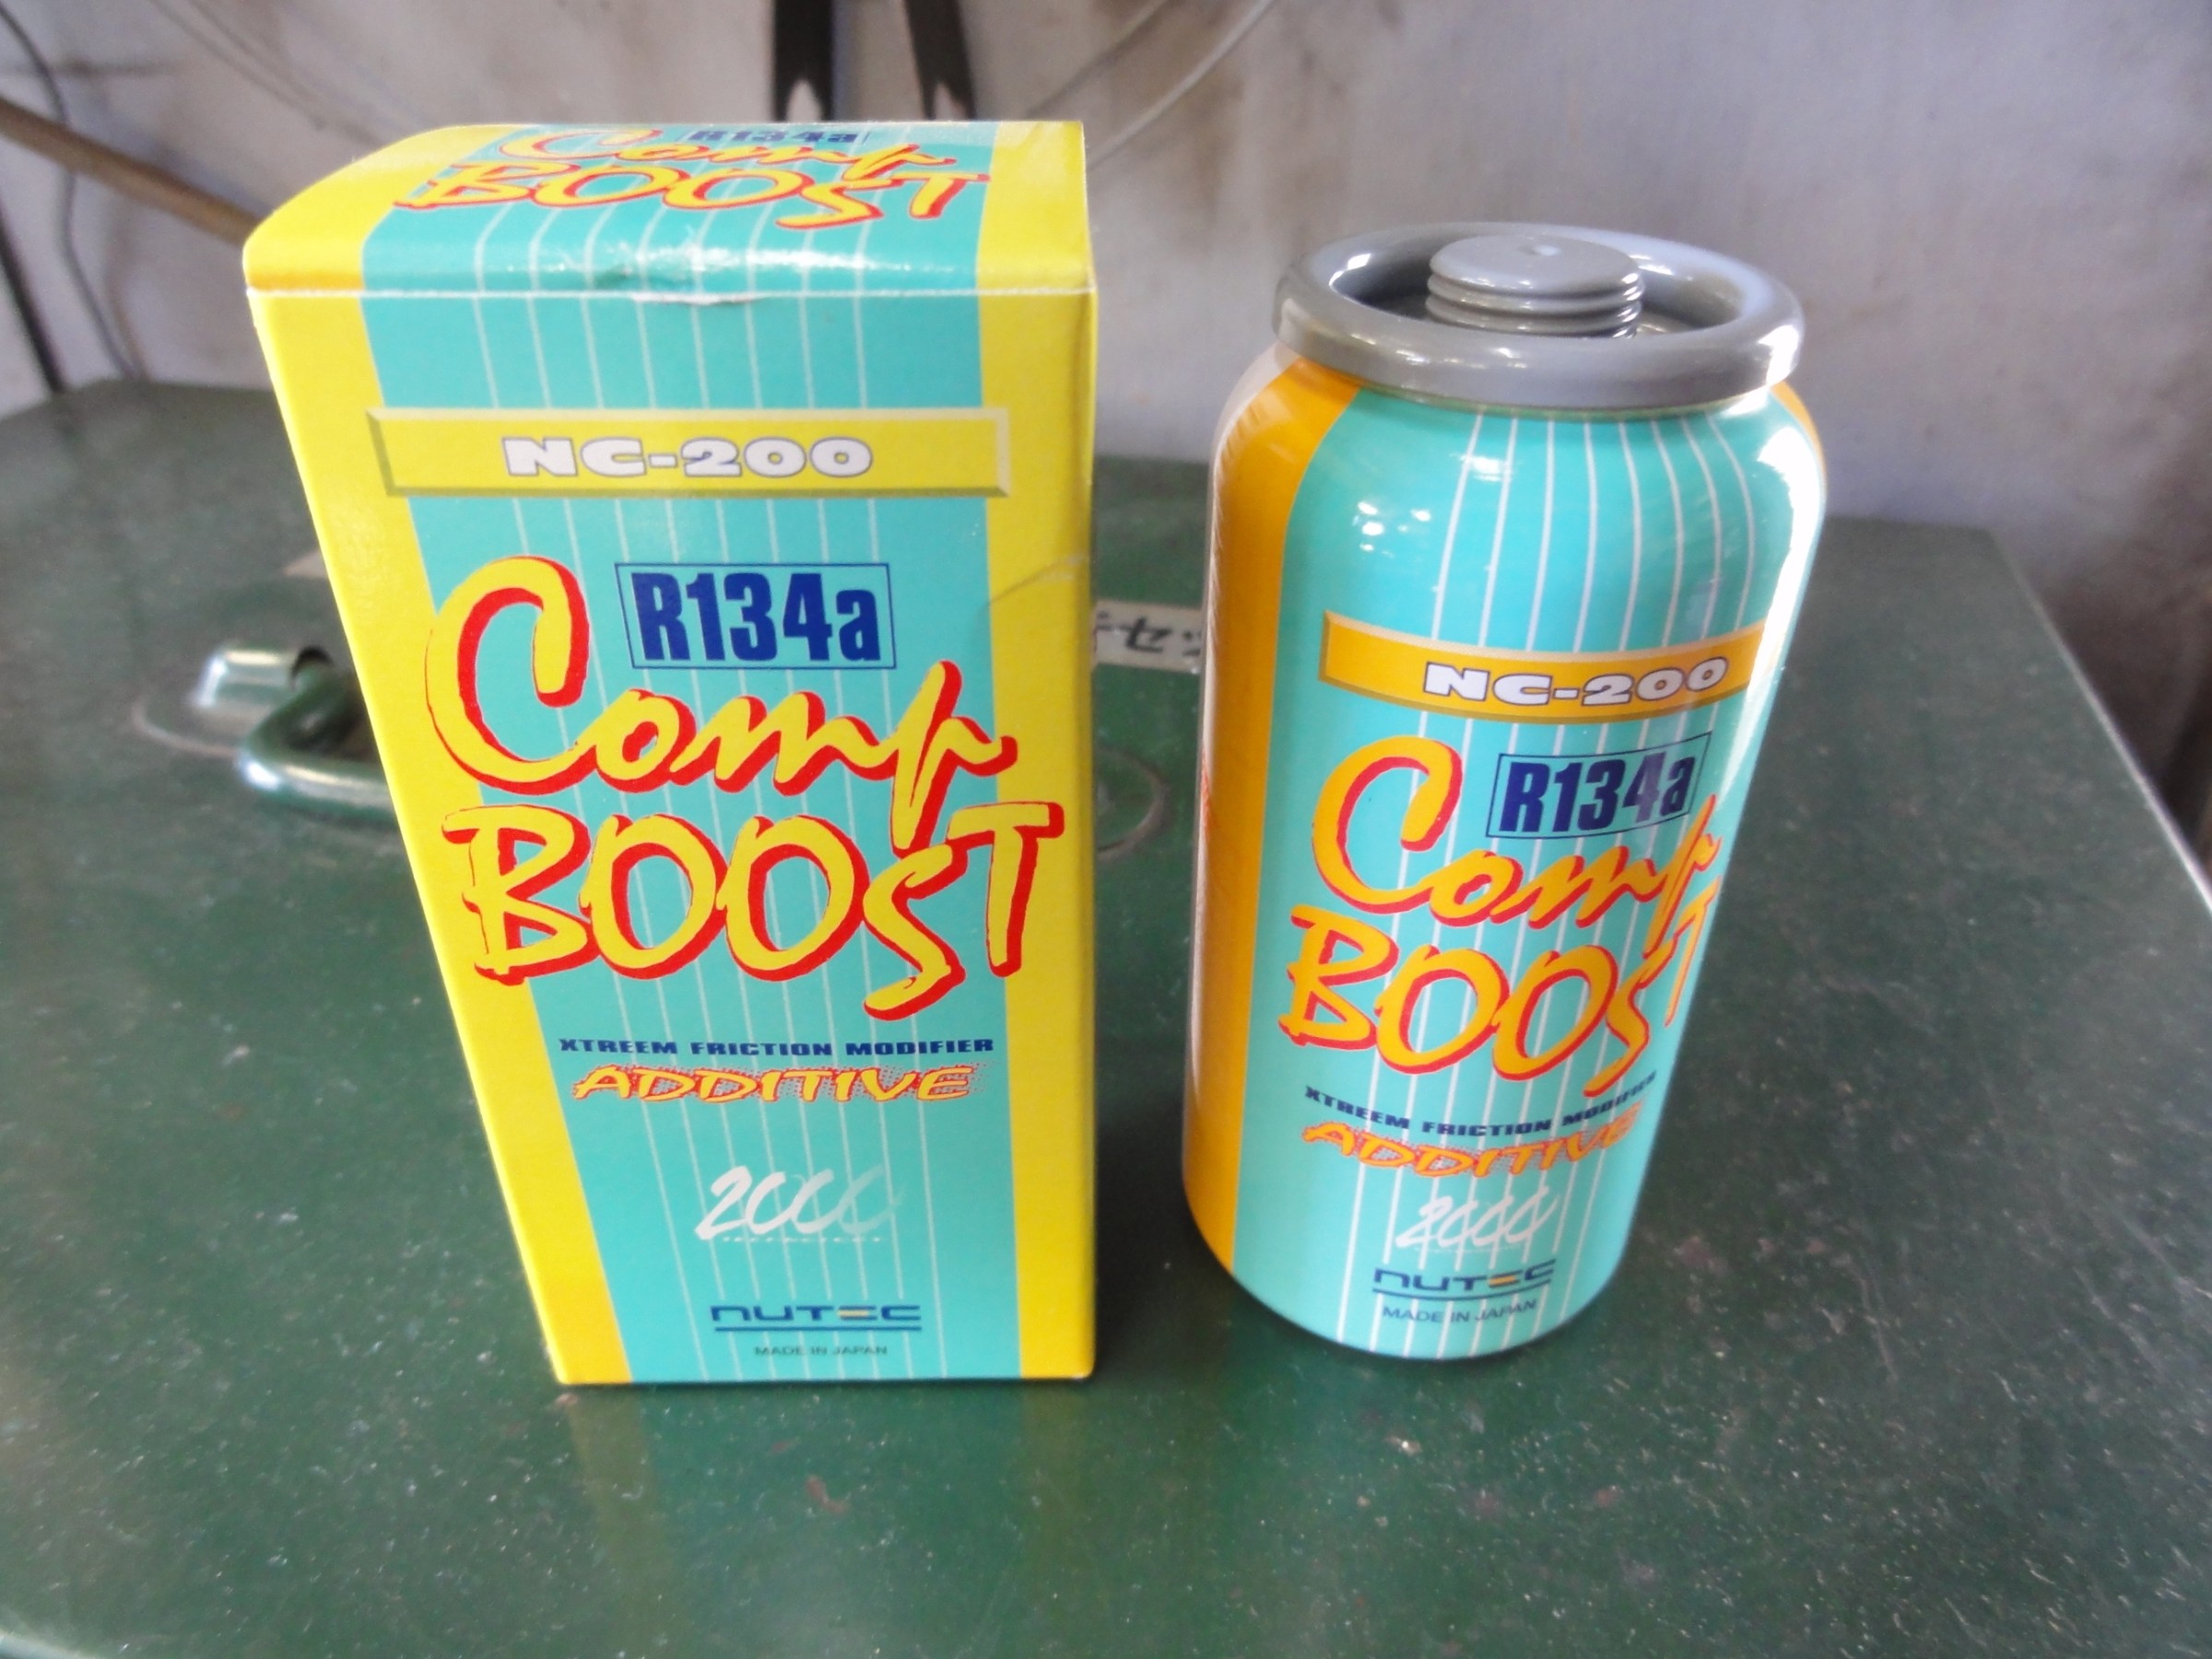 R134a
Comp
BOOST
NC-200
R134a
Comp
BOOST
XTREEM FRICTION MODIFIER
ADDITIVE
2000
NUTEC
MADE IN JAPAN
NC-200
R134a
Comp
BOOST
XTREEM FRICTION MODIFIER
ADDITIVE
2000
NUTEC
MADE IN JAPAN